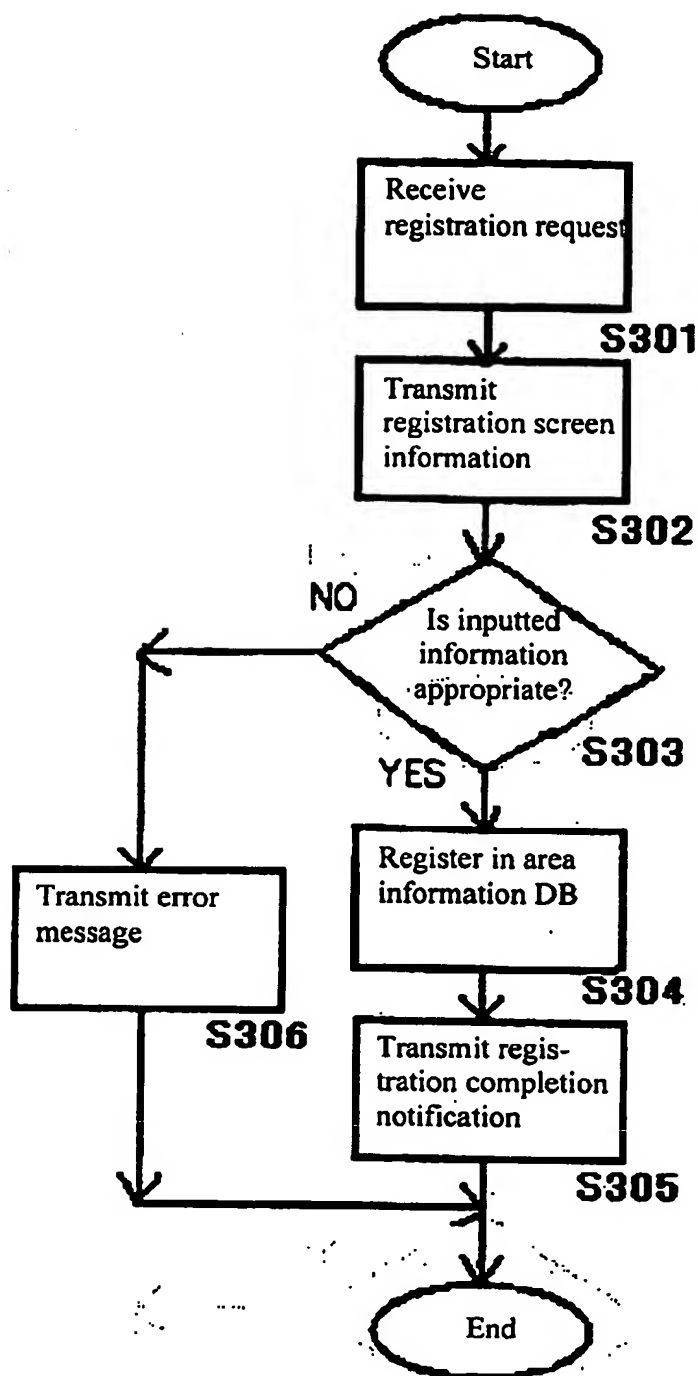 Start
Receive
registration request
S301
Transmit
registration screen
information
S302
NO
Is inputted
information
appropriate?
S303
YES
Register in area
information DB
S304
Transmit error
message
S306
Transmit regis-
tration completion
notification
S305
End